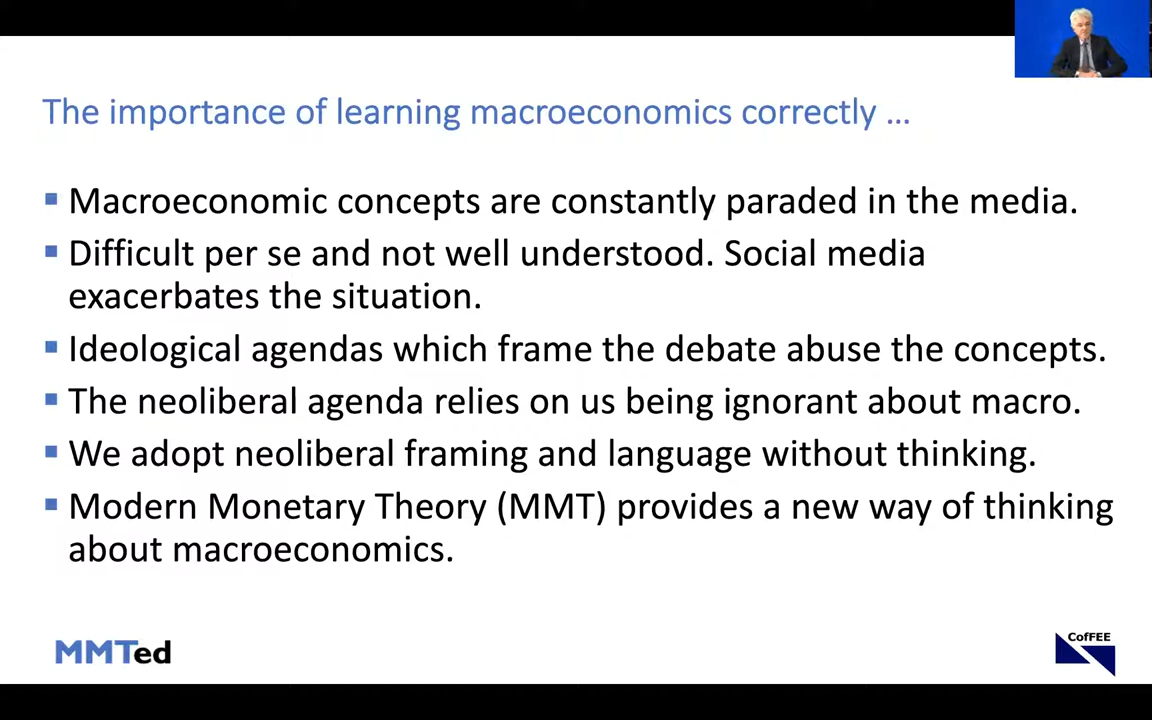 The importance of learning macroeconomics correctly ...
Macroeconomic concepts are constantly paraded in the media.
Difficult per se and not well understood. Social media
exacerbates the situation.
Ideological agendas which frame the debate abuse the concepts.
The neoliberal agenda relies on us being ignorant about macro.
We adopt neoliberal framing and language without thinking.
Modern Monetary Theory (MMT) provides a new way of thinking
about macroeconomics.
MMTed
CofFEE